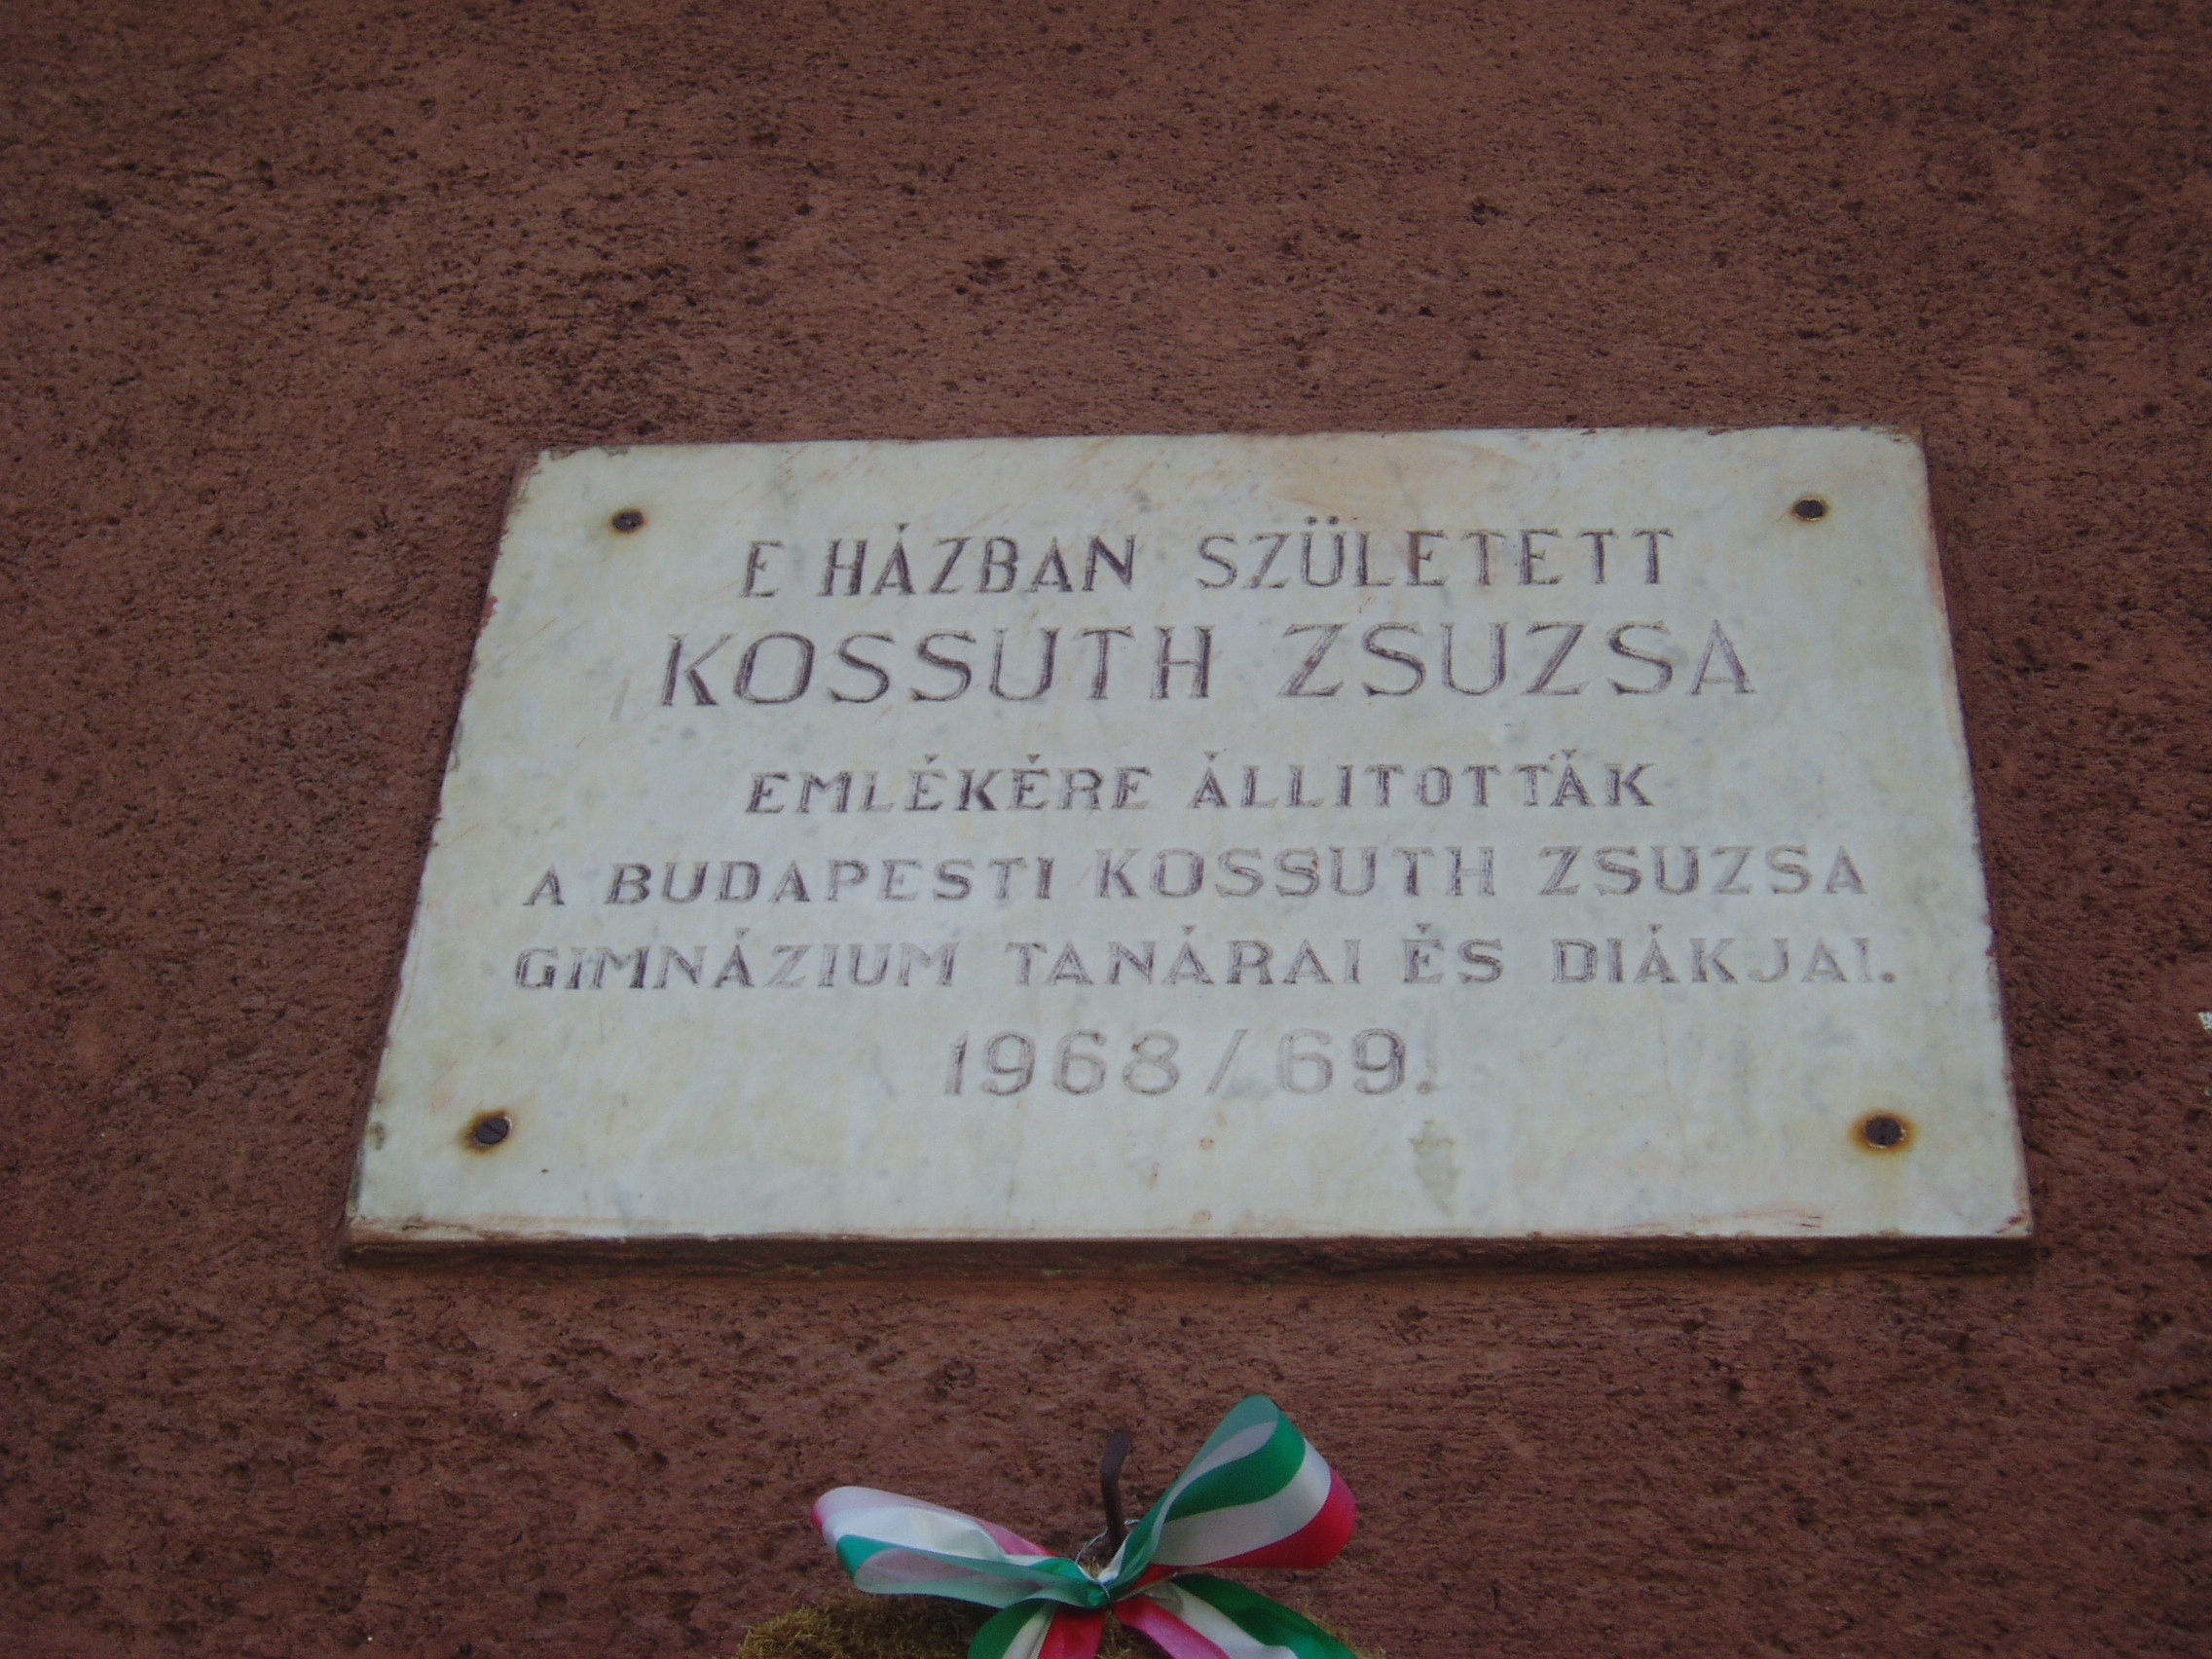 E HÁZBAN SZÜLETETT
KOSSUTH ZSUZSA
EMLÉKÉRE ÁLLITOTTÁK
A BUDAPESTI KOSSUTH ZSUZSA
GIMNÁZIUM TANÁRAI ÉS DIÁKJAI.
1968/69.